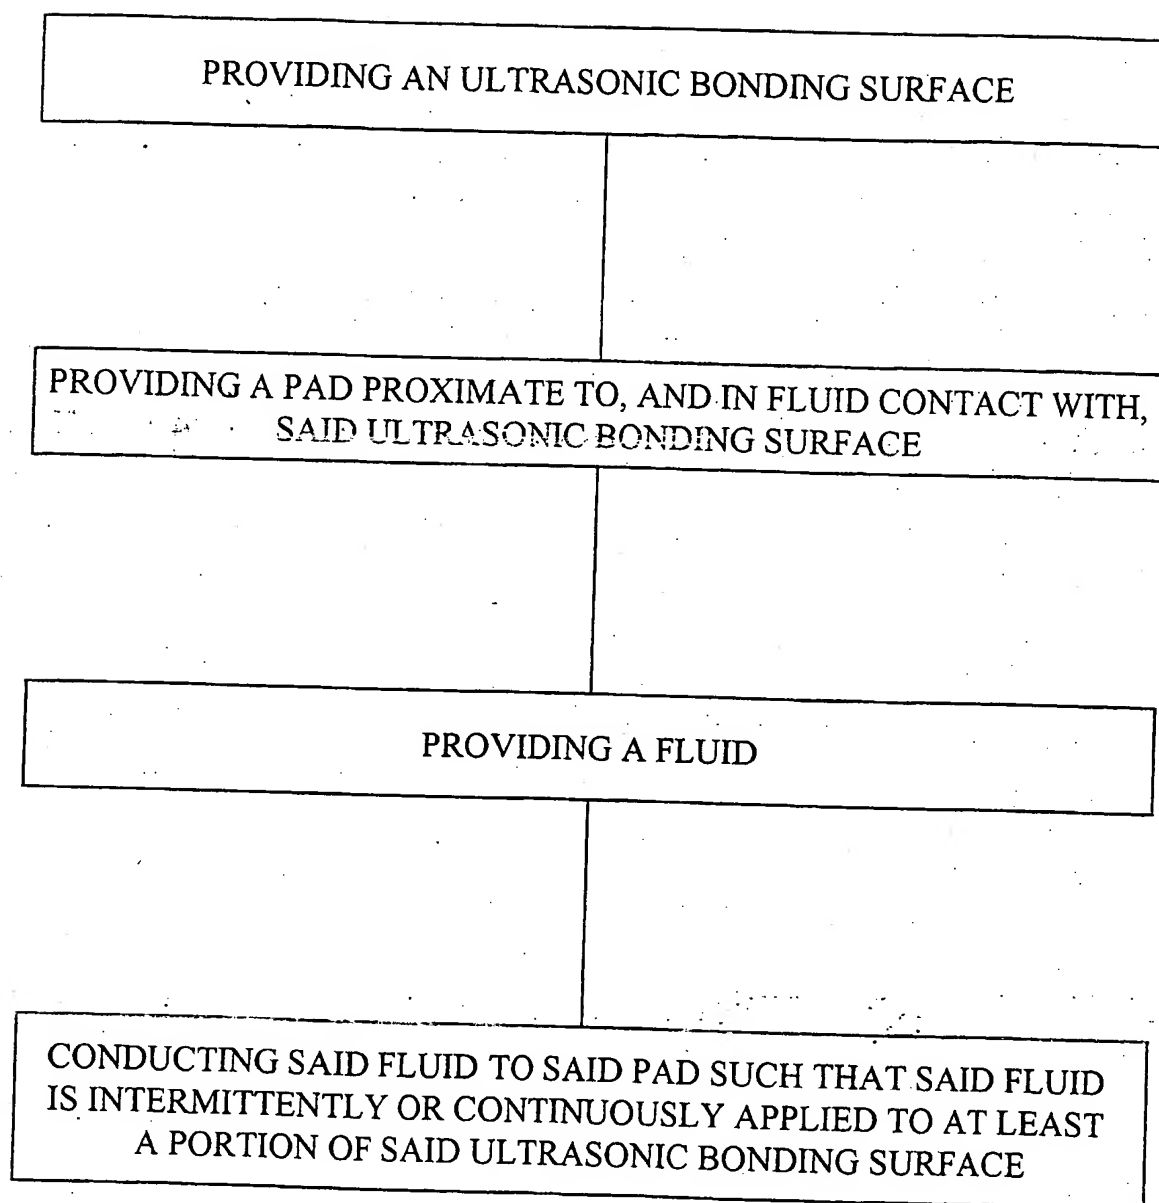 PROVIDING AN ULTRASONIC BONDING SURFACE
PROVIDING A PAD PROXIMATE TO, AND IN FLUID CONTACT WITH,
SAID ULTRASONIC BONDING SURFACE
PROVIDING A FLUID
CONDUCTING SAID FLUID TO SAID PAD SUCH THAT SAID FLUID
IS INTERMITTENTLY OR CONTINUOUSLY APPLIED TO AT LEAST
A PORTION OF SAID ULTRASONIC BONDING SURFACE